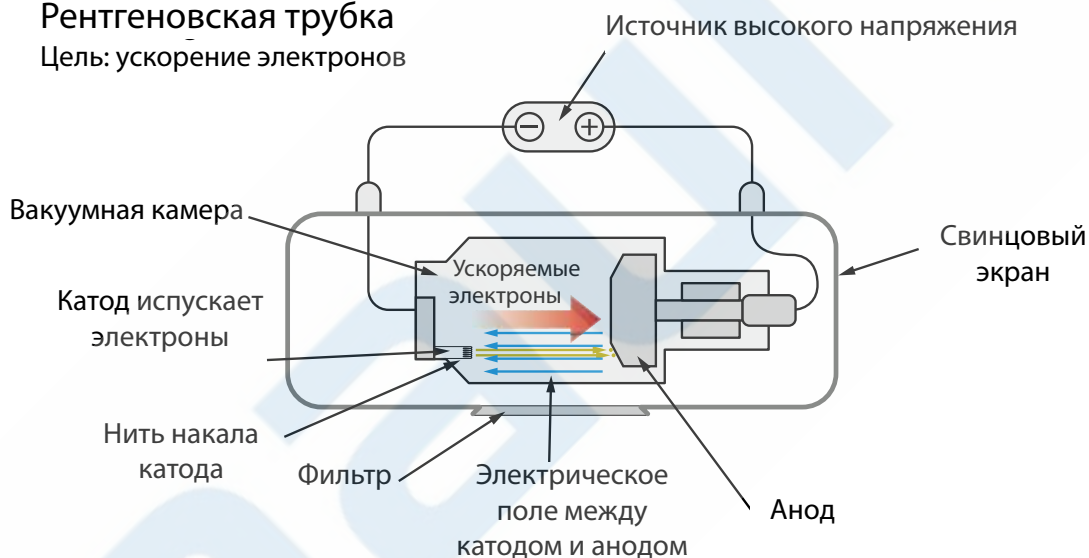 Рентгеновская трубка
Цель: ускорение электронов
Источник высокого напряжения
Вакуумная камера
Свинцовый
экран
Ускоряемые
электроны
Катод испускает
электроны
Нить накала
катода
Фильтр
Электрическое
поле между
катодом и анодом
Анод